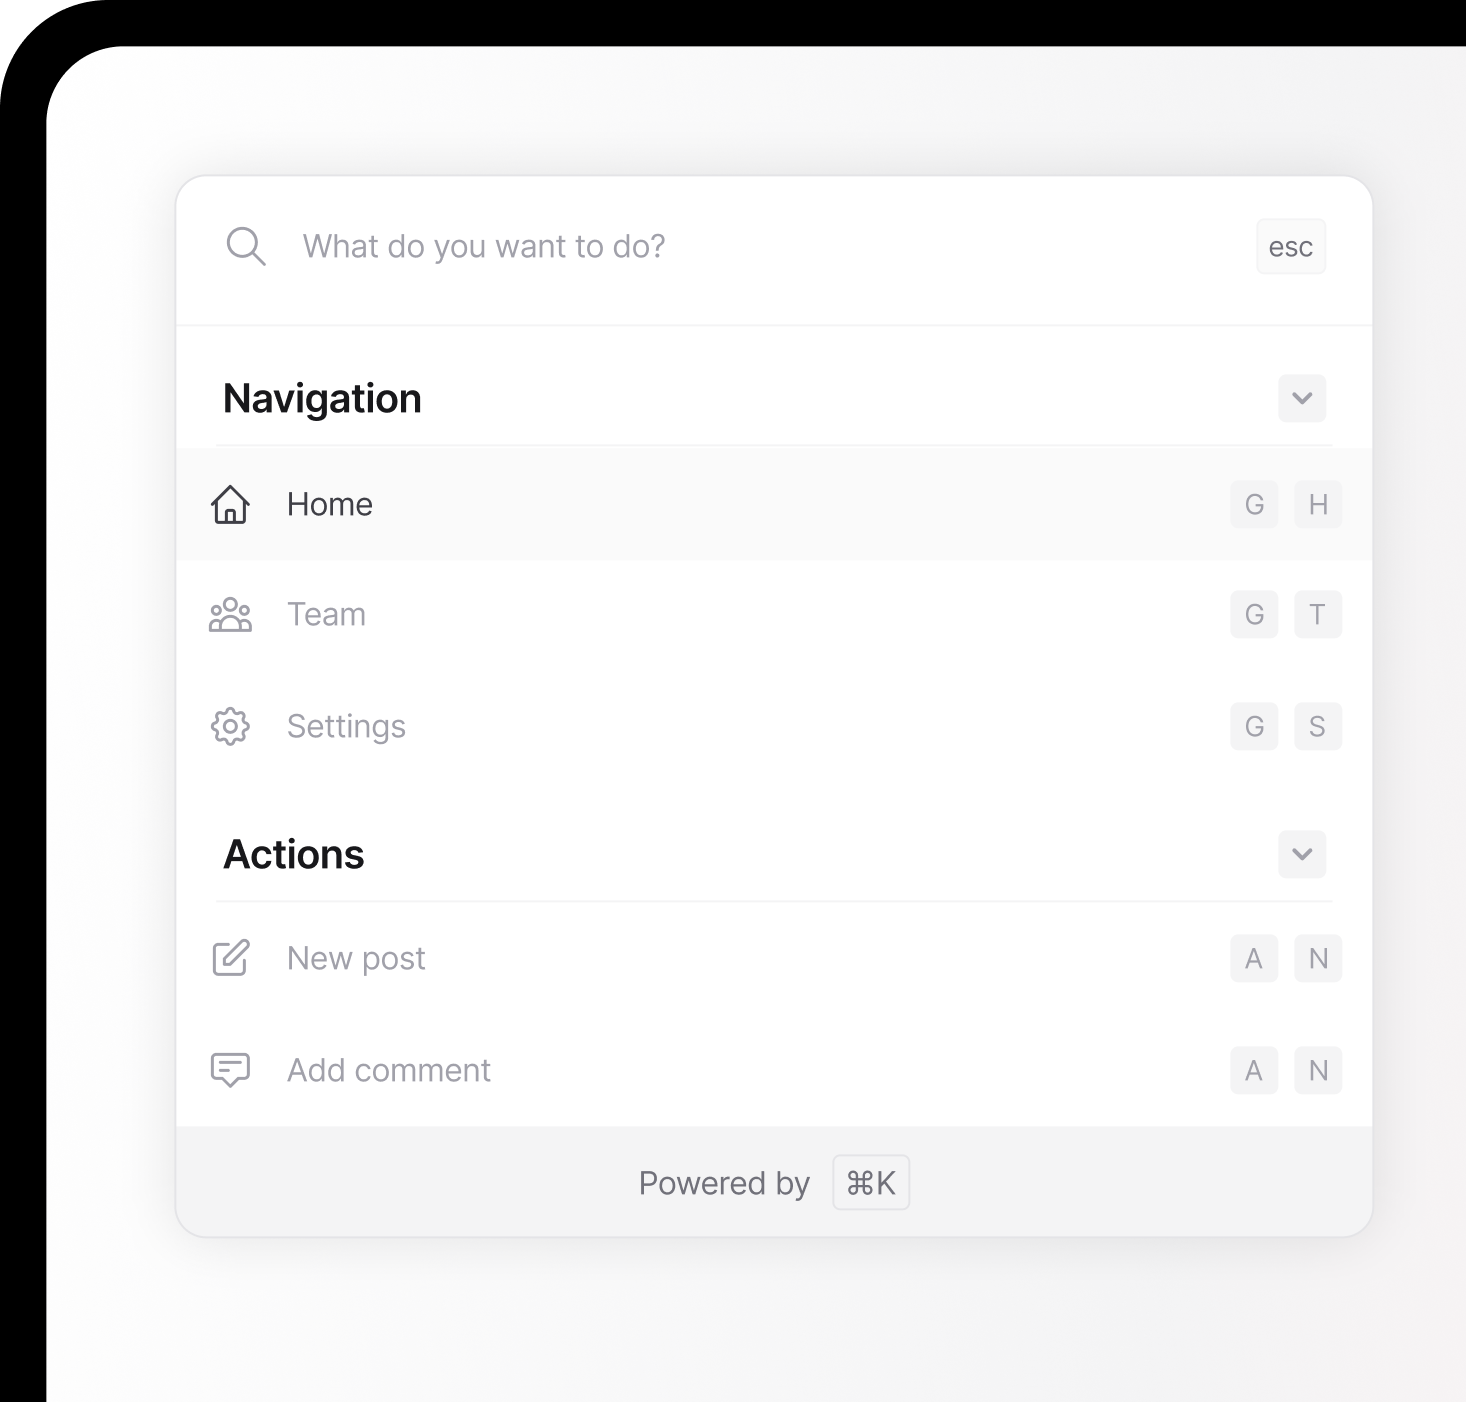 What do you want to do? esc
Navigation
Home G H
Team G T
Settings G S
Actions
New post A N
Add comment A N
Powered by ⌘K